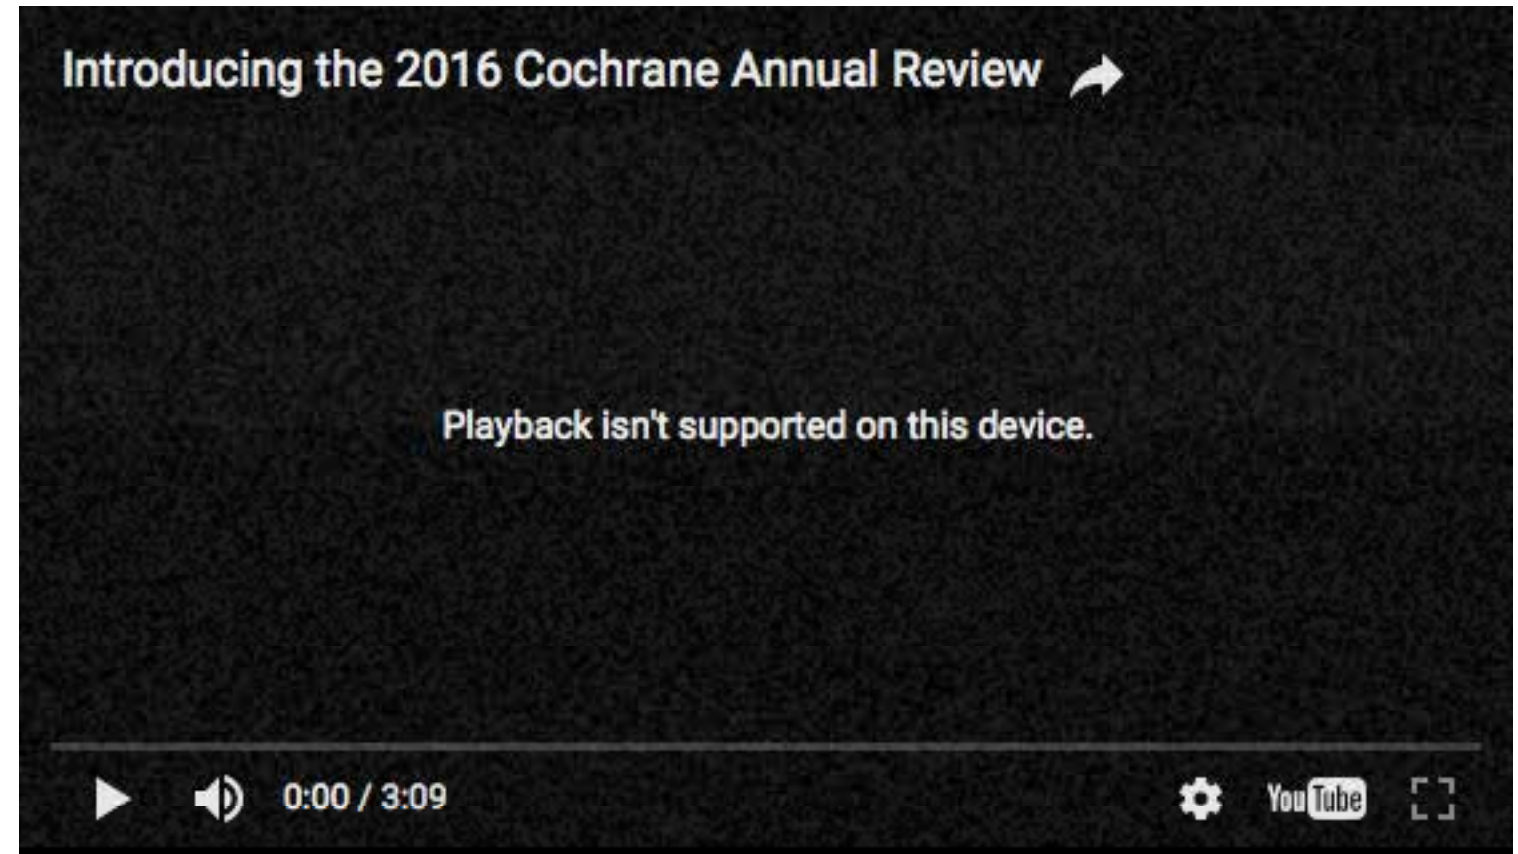 Introducing the 2016 Cochrane Annual Review
Playback isn't supported on this device.
0:00 / 3:09
YouTube